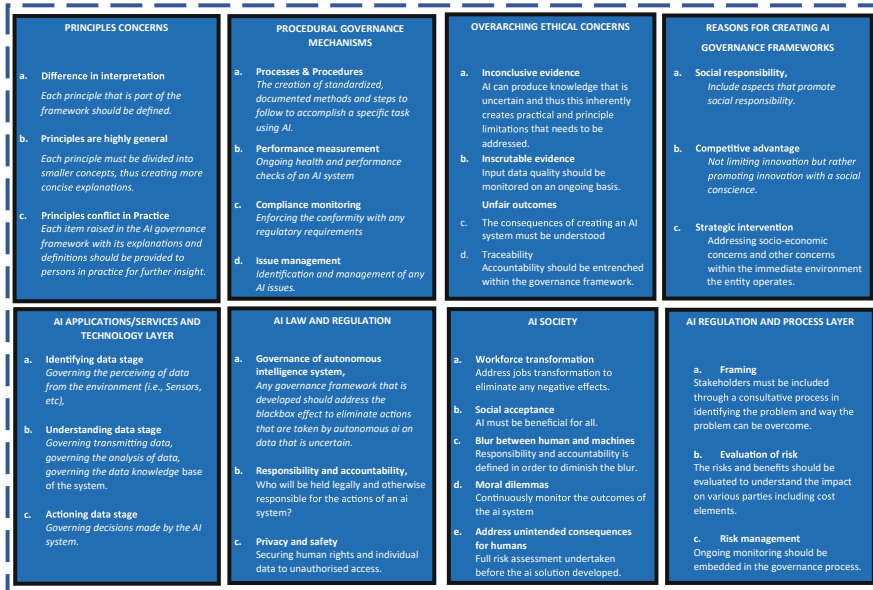 PRINCIPLES CONCERNS
a. Difference in interpretation
Each principle that is part of the
framework should be defined.
b. Principles are highly general
Each principle must be divided into
smaller concepts, thus creating more
concise explanations.
c. Principles conflict in Practice
Each item raised in the AI governance
framework with its explanations and
definitions should be provided to
persons in practice for further insight.
PROCEDURAL GOVERNANCE
MECHANISMS
a. Processes & Procedures
The creation of standardized,
documented methods and steps to
follow to accomplish a specific task
using AI.
b. Performance measurement
Ongoing health and performance
checks of an AI system
c. Compliance monitoring
Enforcing the conformity with any
regulatory requirements
d. Issue management
Identification and management of any
AI issues.
OVERARCHING ETHICAL CONCERNS
a. Inconclusive evidence
AI can produce knowledge that is
uncertain and thus this inherently
creates practical and principle
limitations that needs to be
addressed.
b. Inscrutable evidence
Input data quality should be
monitored on an ongoing basis.
Unfair outcomes
c. The consequences of creating an AI
system must be understood
d. Traceability
Accountability should be entrenched
within the governance framework.
REASONS FOR CREATING AI
GOVERNANCE FRAMEWORKS
a. Social responsibility,
Include aspects that promote
social responsibility.
b. Competitive advantage
Not limiting innovation but rather
promoting innovation with a social
conscience.
c. Strategic intervention
Addressing socio-economic
concerns and other concerns
within the immediate environment
the entity operates.
AI APPLICATIONS/SERVICES AND
TECHNOLOGY LAYER
a. Identifying data stage
Governing the perceiving of data
from the environment (i.e., Sensors,
etc),
b. Understanding data stage
Governing transmitting data,
governing the analysis of data,
governing the data knowledge base
of the system.
c. Actioning data stage
Governing decisions made by the AI
system.
AI LAW AND REGULATION
a. Governance of autonomous
intelligence system,
Any governance framework that is
developed should address the
blackbox effect to eliminate actions
that are taken by autonomous ai on
data that is uncertain.
b. Responsibility and accountability,
Who will be held legally and otherwise
responsible for the actions of an ai
system?
c. Privacy and safety
Securing human rights and individual
data to unauthorised access.
AI SOCIETY
a. Workforce transformation
Address jobs transformation to
eliminate any negative effects.
b. Social acceptance
AI must be beneficial for all.
c. Blur between human and machines
Responsibility and accountability is
defined in order to diminish the blur.
d. Moral dilemmas
Continuously monitor the outcomes of
the ai system
e. Address unintended consequences
for humans
Full risk assessment undertaken
before the ai solution developed.
AI REGULATION AND PROCESS LAYER
a. Framing
Stakeholders must be included
through a consultative process in
identifying the problem and way the
problem can be overcome.
b. Evaluation of risk
The risks and benefits should be
evaluated to understand the impact
on various parties including cost
elements.
c. Risk management
Ongoing monitoring should be
embedded in the governance process.